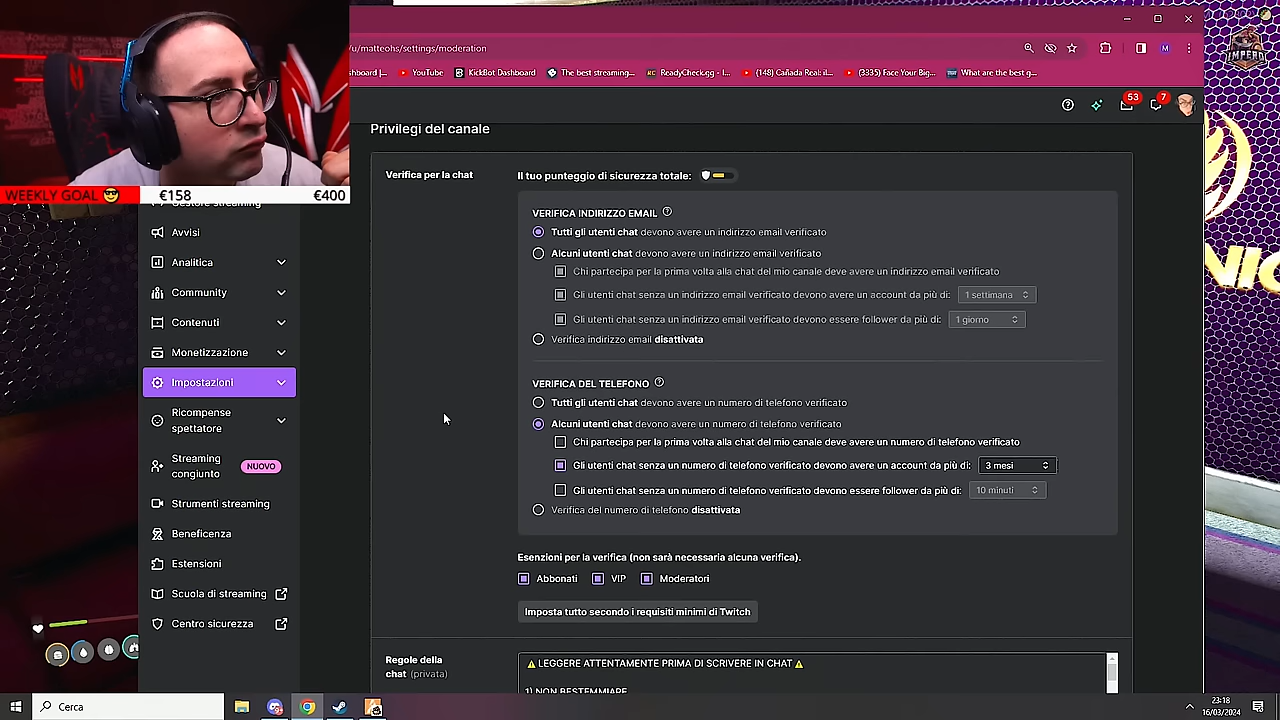 /u/matteohs/settings/moderation
YouTube
KickBot Dashboard
The best streaming...
ReadyCheck.gg - I...
(148) Cañada Real: il...
(3335) Face Your Big...
What are the best g...
M
IMPERO
53
7
Privilegi del canale
Verifica per la chat
Il tuo punteggio di sicurezza totale:
WEEKLY GOAL
€158
€400
Gestore streaming
Avvisi
Analitica
Community
Contenuti
Monetizzazione
Impostazioni
Ricompense
spettatore
Streaming
congiunto
NUOVO
Strumenti streaming
Beneficenza
Estensioni
Scuola di streaming
Centro sicurezza
VERIFICA INDIRIZZO EMAIL
Tutti gli utenti chat devono avere un indirizzo email verificato
Alcuni utenti chat devono avere un indirizzo email verificato
Chi partecipa per la prima volta alla chat del mio canale deve avere un indirizzo email verificato
Gli utenti chat senza un indirizzo email verificato devono avere un account da più di: 1 settimana
Gli utenti chat senza un indirizzo email verificato devono essere follower da più di: 1 giorno
Verifica indirizzo email disattivata
VERIFICA DEL TELEFONO
Tutti gli utenti chat devono avere un numero di telefono verificato
Alcuni utenti chat devono avere un numero di telefono verificato
Chi partecipa per la prima volta alla chat del mio canale deve avere un numero di telefono verificato
Gli utenti chat senza un numero di telefono verificato devono avere un account da più di: 3 mesi
Gli utenti chat senza un numero di telefono verificato devono essere follower da più di: 10 minuti
Verifica del numero di telefono disattivata
Esenzioni per la verifica (non sarà necessaria alcuna verifica).
Abbonati VIP Moderatori
Imposta tutto secondo i requisiti minimi di Twitch
Regole della
chat (privata)
⚠ LEGGERE ATTENTAMENTE PRIMA DI SCRIVERE IN CHAT ⚠
1) NON BESTEMMIARE
Cerca
23:18
16/03/2024